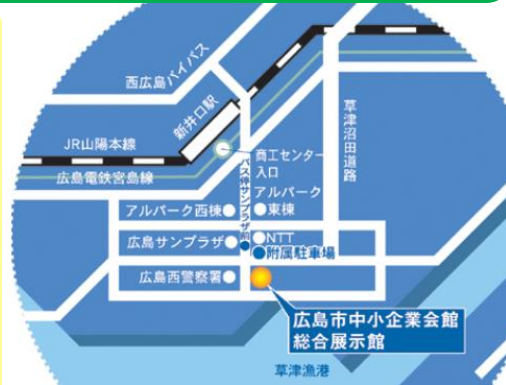 西広島バイパス
新井口駅
JR山陽本線
広島電鉄宮島線
草津沼田道路
商工センター
入口
バス停サンプラザ前
アルパーク
東棟
アルパーク西棟
NTT
広島サンプラザ
附属駐車場
広島西警察署
広島市中小企業会館
総合展示館
草津漁港